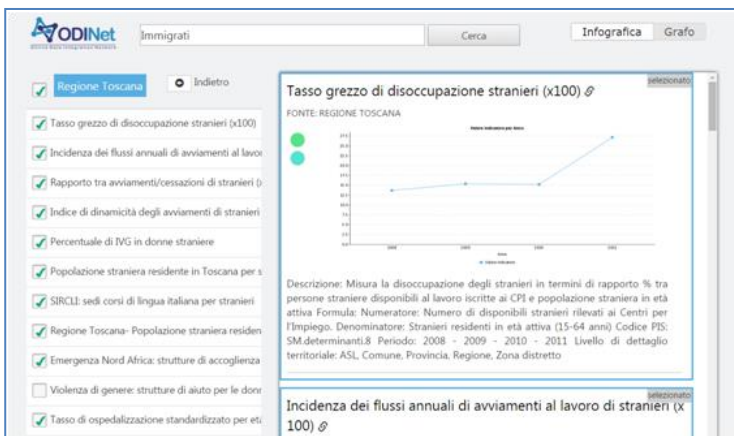 ODINet
Immigrati
Cerca
Infografica Grafo
Regione Toscana
Indietro
Tasso grezzo di disoccupazione stranieri (x100)
Incidenza dei flussi annuali di avviamenti al lavor
Rapporto tra avviamenti/cessazioni di stranieri (
Indice di dinamicità degli avviamenti di stranieri
Percentuale di IVG in donne straniere
Popolazione straniera residente in Toscana per s
SIRCLI: sedi corsi di lingua italiana per stranieri
Regione Toscana- Popolazione straniera residen
Emergenza Nord Africa: strutture di accoglienza
Violenza di genere: strutture di aiuto per le donn
Tasso di ospedalizzazione standardizzato per età
selezionato
Tasso grezzo di disoccupazione stranieri (x100)
FONTE: REGIONE TOSCANA
Descrizione: Misura la disoccupazione degli stranieri in termini di rapporto % tra
persone straniere disponibili al lavoro iscritte ai CPI e popolazione straniera in età
attiva Formula: Numeratore: Numero di disponibili stranieri rilevati ai Centri per
l'Impiego. Denominatore: Stranieri residenti in età attiva (15-64 anni) Codice PIS:
SM.determinanti.8 Periodo: 2008 - 2009 - 2010 - 2011 Livello di dettaglio
territoriale: ASL, Comune, Provincia, Regione, Zona distretto
selezionato
Incidenza dei flussi annuali di avviamenti al lavoro di stranieri (x
100)